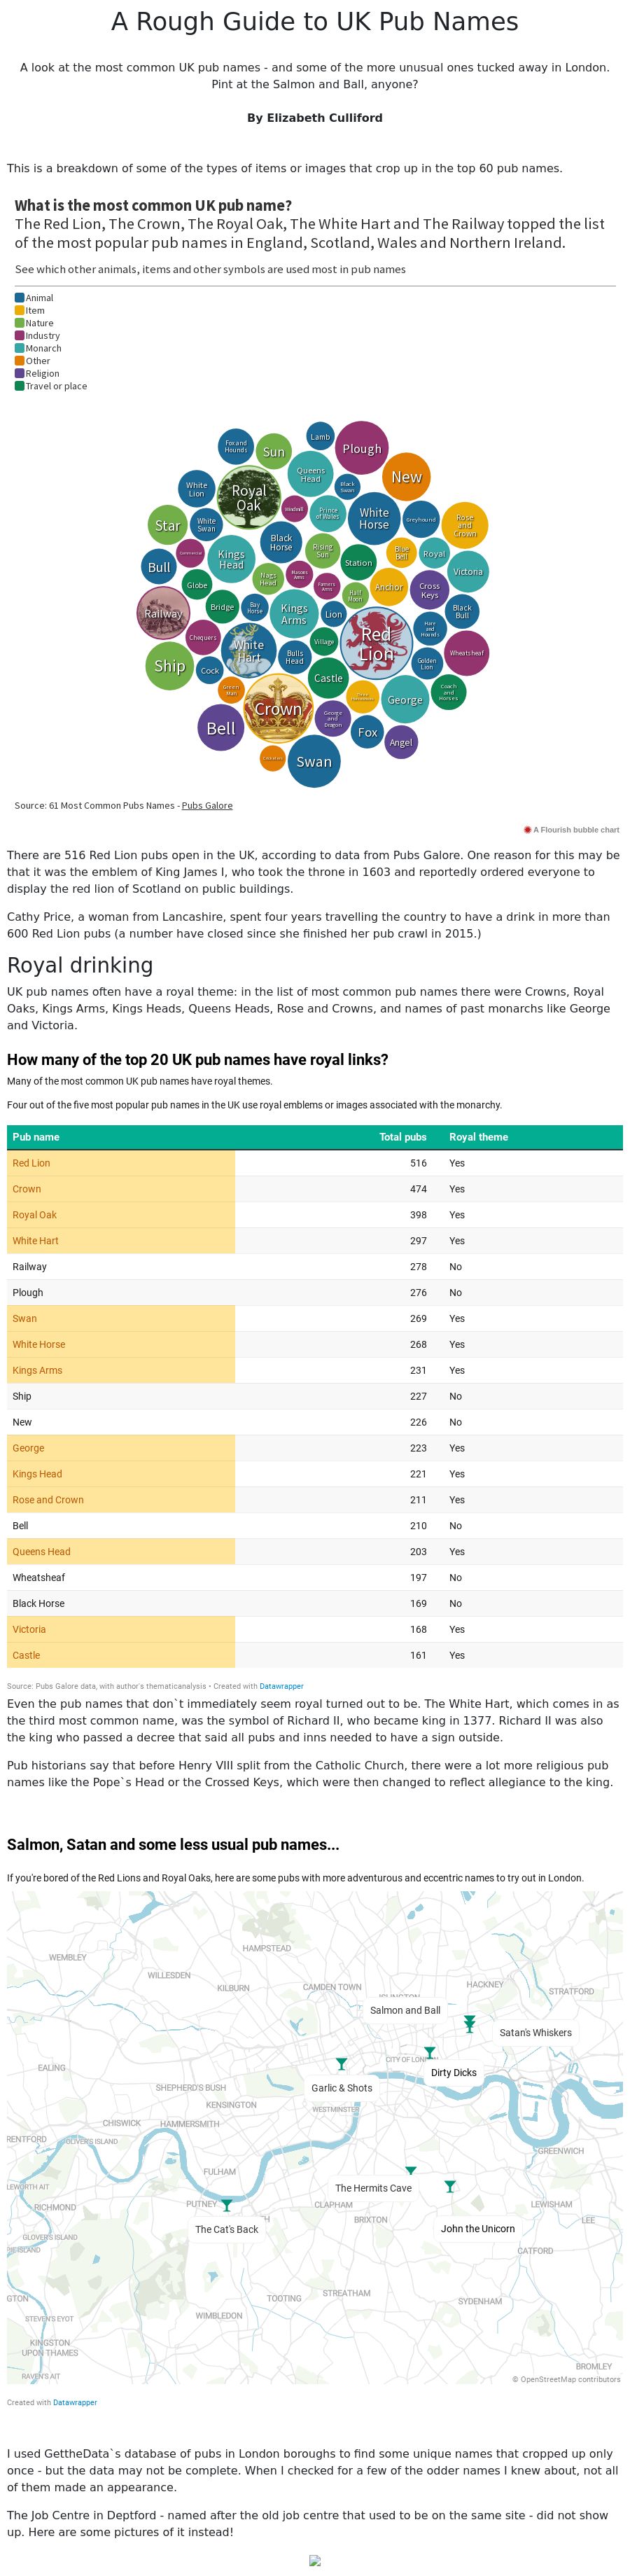 A Rough Guide to UK Pub Names
A look at the most common UK pub names - and some of the more unusual ones tucked away in London.
Pint at the Salmon and Ball, anyone?
By Elizabeth Culliford
This is a breakdown of some of the types of items or images that crop up in the top 60 pub names.
What is the most common UK pub name?
The Red Lion, The Crown, The Royal Oak, The White Hart and The Railway topped the list
of the most popular pub names in England, Scotland, Wales and Northern Ireland.
See which other animals, items and other symbols are used most in pub names
Animal
Item
Nature
Industry
Monarch
Other
Religion
Travel or place
Lamb
Fox and
Hounds
Sun
Plough
Queens
Head
New
White
Lion
Royal
Oak
Black
Swan
Windmill
Prince
of Wales
White
Horse
Greyhound
Rose
and
Crown
Star
White
Swan
Black
Horse
Rising
Sun
Blue
Bell
Royal
Commercial
Kings
Head
Station
Victoria
Bull
Nags
Head
Masons
Arms
Farmers
Arms
Half
Moon
Anchor
Cross
Keys
Globe
Railway
Bridge
Bay
Horse
Kings
Arms
Lion
Red
Lion
Hare
and
Hounds
Black
Bull
Chequers
White
Hart
Village
Wheatsheaf
Ship
Cock
Bulls
Head
Golden
Lion
Green
Man
Castle
Coach
and
Horses
Crown
George
Bell
George
and
Dragon
Fox
Angel
Cricketers
Swan
Source: 61 Most Common Pubs Names - Pubs Galore
A Flourish bubble chart
There are 516 Red Lion pubs open in the UK, according to data from Pubs Galore. One reason for this may be
that it was the emblem of King James I, who took the throne in 1603 and reportedly ordered everyone to
display the red lion of Scotland on public buildings.
Cathy Price, a woman from Lancashire, spent four years travelling the country to have a drink in more than
600 Red Lion pubs (a number have closed since she finished her pub crawl in 2015.)
Royal drinking
UK pub names often have a royal theme: in the list of most common pub names there were Crowns, Royal
Oaks, Kings Arms, Kings Heads, Queens Heads, Rose and Crowns, and names of past monarchs like George
and Victoria.
How many of the top 20 UK pub names have royal links?
Many of the most common UK pub names have royal themes.
Four out of the five most popular pub names in the UK use royal emblems or images associated with the monarchy.
Pub name Total pubs Royal theme
Red Lion 516 Yes
Crown 474 Yes
Royal Oak 398 Yes
White Hart 297 Yes
Railway 278 No
Plough 276 No
Swan 269 Yes
White Horse 268 Yes
Kings Arms 231 Yes
Ship 227 No
New 226 No
George 223 Yes
Kings Head 221 Yes
Rose and Crown 211 Yes
Bell 210 No
Queens Head 203 Yes
Wheatsheaf 197 No
Black Horse 169 No
Victoria 168 Yes
Castle 161 Yes
Source: Pubs Galore data, with author's thematicanalysis • Created with Datawrapper
Even the pub names that don`t immediately seem royal turned out to be. The White Hart, which comes in as
the third most common name, was the symbol of Richard II, who became king in 1377. Richard II was also
the king who passed a decree that said all pubs and inns needed to have a sign outside.
Pub historians say that before Henry VIII split from the Catholic Church, there were a lot more religious pub
names like the Pope`s Head or the Crossed Keys, which were then changed to reflect allegiance to the king.
Salmon, Satan and some less usual pub names...
If you're bored of the Red Lions and Royal Oaks, here are some pubs with more adventurous and eccentric names to try out in London.
HAMPSTEAD
WEMBLEY
WILLESDEN
KILBURN
CAMDEN TOWN
HACKNEY
STRATFORD
ISLINGTON
Salmon and Ball
Satan's Whiskers
CITY OF LONDON
Dirty Dicks
EALING
Garlic & Shots
SHEPHERD'S BUSH
KENSINGTON
WESTMINSTER
CHISWICK
HAMMERSMITH
BRENTFORD
OLIVER'S ISLAND
GREENWICH
FULHAM
The Hermits Cave
LEWORTH AIT
RICHMOND
PUTNEY
CLAPHAM
BRIXTON
LEWISHAM
LEE
The Cat's Back
John the Unicorn
GLOVER'S ISLAND
PIE ISLAND
CATFORD
GTON
TOOTING
STREATHAM
SYDENHAM
STEVEN'S EYOT
WIMBLEDON
KINGSTON
UPON THAMES
RAVEN'S AIT
BROMLEY
© OpenStreetMap contributors
Created with Datawrapper
I used GettheData`s database of pubs in London boroughs to find some unique names that cropped up only
once - but the data may not be complete. When I checked for a few of the odder names I knew about, not all
of them made an appearance.
The Job Centre in Deptford - named after the old job centre that used to be on the same site - did not show
up. Here are some pictures of it instead!